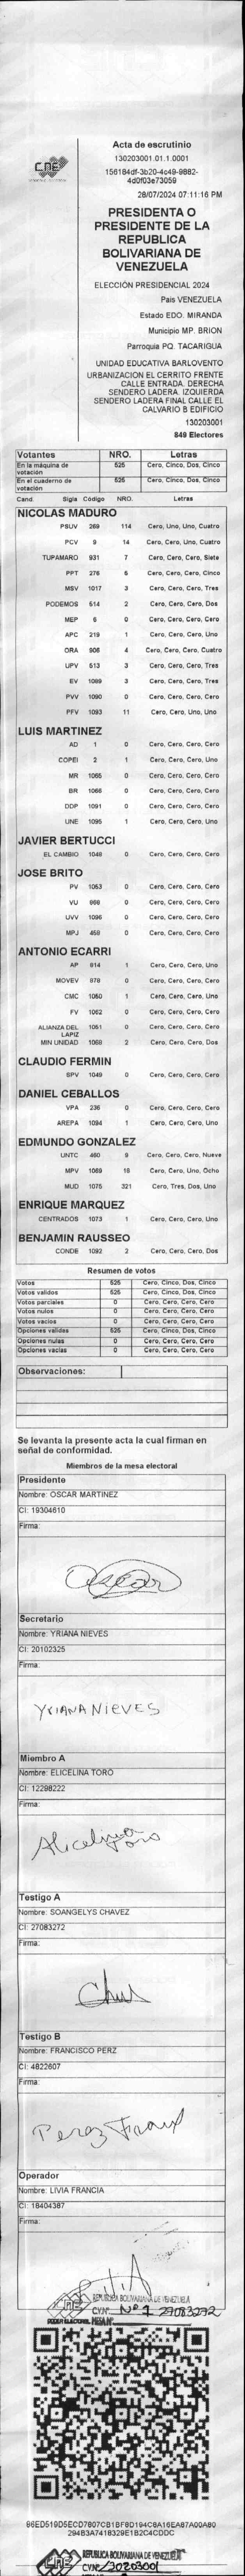 CNE
Acta de escrutinio
130203001.01.1.0001
156184df-3b20-4c49-9882-
4d0f03e73059
28/07/2024 07:11:16 PM
PRESIDENTA O
PRESIDENTE DE LA
REPUBLICA
BOLIVARIANA DE
VENEZUELA
ELECCIÓN PRESIDENCIAL 2024
Pais VENEZUELA
Estado EDO. MIRANDA
Municipio MP. BRION
Parroquia PQ. TACARIGUA
UNIDAD EDUCATIVA BARLOVENTO
URBANIZACION EL CERRITO FRENTE
CALLE ENTRADA. DERECHA
SENDERO LADERA. IZQUIERDA
SENDERO LADERA FINAL CALLE EL
CALVARIO B EDIFICIO
130203001
849 Electores
Votantes NRO. Letras
En la máquina de votación 525 Cero, Cinco, Dos, Cinco
En el cuaderno de votación 525 Cero, Cinco, Dos, Cinco
Cand. Sigla Codigo NRO. Letras
NICOLAS MADURO
PSUV 269 114 Cero, Uno, Uno, Cuatro
PCV 9 14 Cero, Cero, Uno, Cuatro
TUPAMARO 931 7 Cero, Cero, Cero, Siete
PPT 276 5 Cero, Cero, Cero, Cinco
MSV 1017 3 Cero, Cero, Cero, Tres
PODEMOS 514 2 Cero, Cero, Cero, Dos
MEP 6 0 Cero, Cero, Cero, Cero
APC 219 1 Cero, Cero, Cero, Uno
ORA 906 4 Cero, Cero, Cero, Cuatro
UPV 513 3 Cero, Cero, Cero, Tres
EV 1089 3 Cero, Cero, Cero, Tres
PVV 1090 0 Cero, Cero, Cero, Cero
PFV 1093 11 Cero, Cero, Uno, Uno
LUIS MARTINEZ
AD 1 0 Cero, Cero, Cero, Cero
COPEI 2 1 Cero, Cero, Cero, Uno
MR 1065 0 Cero, Cero, Cero, Cero
BR 1066 0 Cero, Cero, Cero, Cero
DDP 1091 0 Cero, Cero, Cero, Cero
UNE 1095 1 Cero, Cero, Cero, Uno
JAVIER BERTUCCI
EL CAMBIO 1048 0 Cero, Cero, Cero, Cero
JOSE BRITO
PV 1053 0 Cero, Cero, Cero, Cero
VU 968 0 Cero, Cero, Cero, Cero
UVV 1096 0 Cero, Cero, Cero, Cero
MPJ 458 0 Cero, Cero, Cero, Cero
ANTONIO ECARRI
AP 914 1 Cero, Cero, Cero, Uno
MOVEV 978 0 Cero, Cero, Cero, Cero
CMC 1050 1 Cero, Cero, Cero, Uno
FV 1052 0 Cero, Cero, Cero, Cero
ALIANZA DEL LAPIZ 1051 0 Cero, Cero, Cero, Cero
MIN UNIDAD 1068 2 Cero, Cero, Cero, Dos
CLAUDIO FERMIN
SPV 1049 0 Cero, Cero, Cero, Cero
DANIEL CEBALLOS
VPA 236 0 Cero, Cero, Cero, Cero
AREPA 1094 1 Cero, Cero, Cero, Uno
EDMUNDO GONZALEZ
UNTC 460 9 Cero, Cero, Cero, Nueve
MPV 1069 18 Cero, Cero, Uno, Ocho
MUD 1075 321 Cero, Tres, Dos, Uno
ENRIQUE MARQUEZ
CENTRADOS 1073 1 Cero, Cero, Cero, Uno
BENJAMIN RAUSSEO
CONDE 1092 2 Cero, Cero, Cero, Dos
Resumen de votos
Votos 525 Cero, Cinco, Dos, Cinco
Votos validos 525 Cero, Cinco, Dos, Cinco
Votos parciales 0 Cero, Cero, Cero, Cero
Votos nulos 0 Cero, Cero, Cero, Cero
Votos vacios 0 Cero, Cero, Cero, Cero
Opciones validas 525 Cero, Cinco, Dos, Cinco
Opciones nulas 0 Cero, Cero, Cero, Cero
Opciones vacias 0 Cero, Cero, Cero, Cero
Observaciones:
Se levanta la presente acta la cual firman en
señal de conformidad.
Miembros de la mesa electoral
Presidente
Nombre: OSCAR MARTINEZ
CI: 19304610
Firma:
Oscar
Secretario
Nombre: YRIANA NIEVES
CI: 20102325
Firma:
YRIANA NIEVES
Miembro A
Nombre: ELICELINA TORO
CI: 12298222
Firma:
Testigo A
Nombre: SOANGELYS CHAVEZ
CI: 27083272
Firma:
Testigo B
Nombre: FRANCISCO PERZ
CI: 4822607
Firma:
Perez
Operador
Nombre: LIVIA FRANCIA
CI: 18404387
Firma:
CNE REPUBLICA BOLIVARIANA DE VENEZUELA
PODER ELECTORAL
Nº 1 27083272
96ED519D5ECD7807CB1BF8D194C8A16EA87A00A80
294B3A7418329E1B2C4CDDC
CNE REPUBLICA BOLIVARIANA DE VENEZUELA